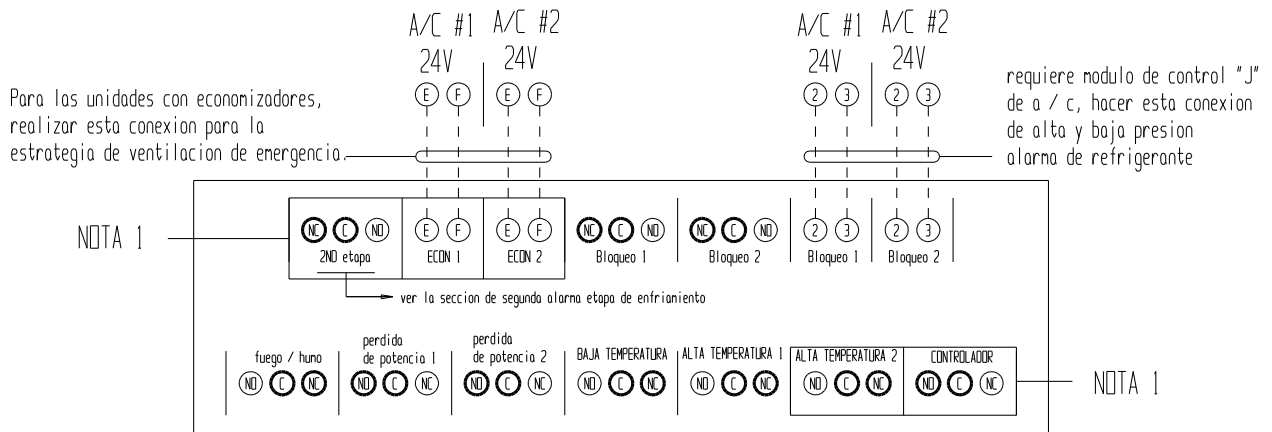 A/C #1 A/C #2
24V 24V
E F E F
A/C #1 A/C #2
24V 24V
2 3 2 3
Para las unidades con economizadores,
realizar esta conexion para la
estrategia de ventilacion de emergencia.
requiere modulo de control "J"
de a / c, hacer esta conexion
de alta y baja presion
alarma de refrigerante
NOTA 1
NC C NO
2ND etapa
E F
ECON 1
E F
ECON 2
NC C NO
Bloqueo 1
NC C NO
Bloqueo 2
2 3
Bloqueo 1
2 3
Bloqueo 2
ver la seccion de segunda alarma etapa de enfriamiento
fuego / humo
NO C NC
perdida
de potencia 1
NO C NC
perdida
de potencia 2
NO C NC
BAJA TEMPERATURA
NO C NC
ALTA TEMPERATURA 1
NO C NC
ALTA TEMPERATURA 2
NO C NC
CONTROLADOR
NO C NC
NOTA 1